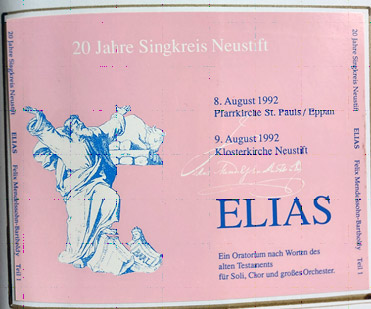 20 Jahre Singkreis Neustift
20 Jahre Singkreis Neustift ELIAS Felix Mendelssohn-Bartholdy Teil 1
8. August 1992
Pfarrkirche St. Pauls / Eppan
9. August 1992
Klosterkirche Neustift
ELIAS
Ein Oratorium nach Worten des
alten Testaments
für Soli, Chor und großes Orchester.
20 Jahre Singkreis Neustift ELIAS Felix Mendelssohn-Bartholdy Teil 1